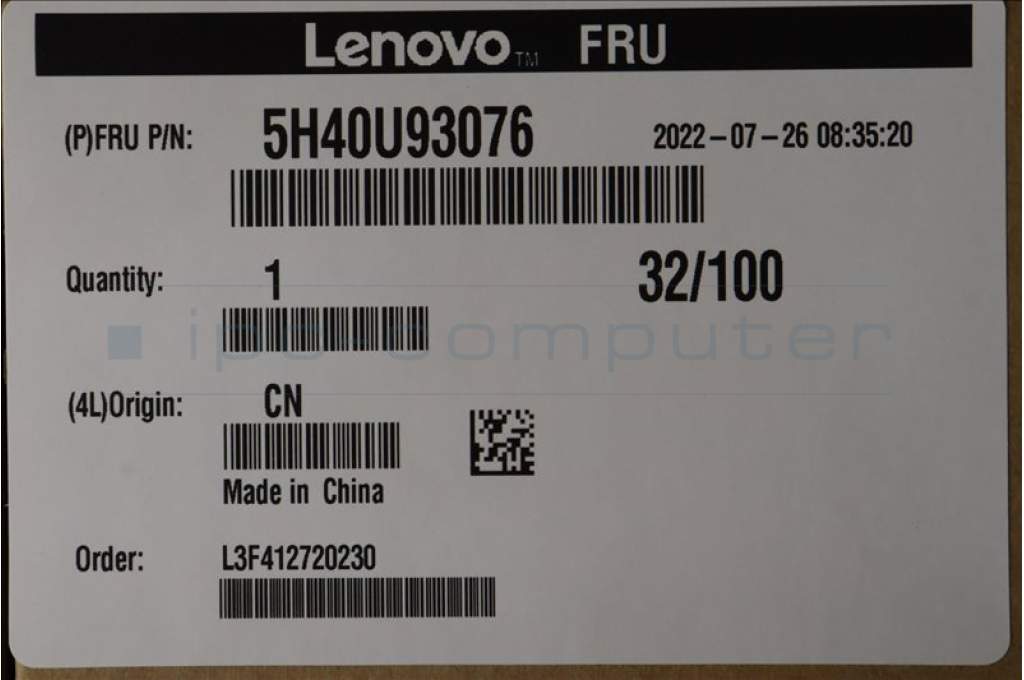 Lenovo™ FRU
(P)FRU P/N: 5H40U93076 2022-07-26 08:35:20
Quantity: 1 32/100
ipc-computer
(4L)Origin: CN
Made in China
Order: L3F412720230